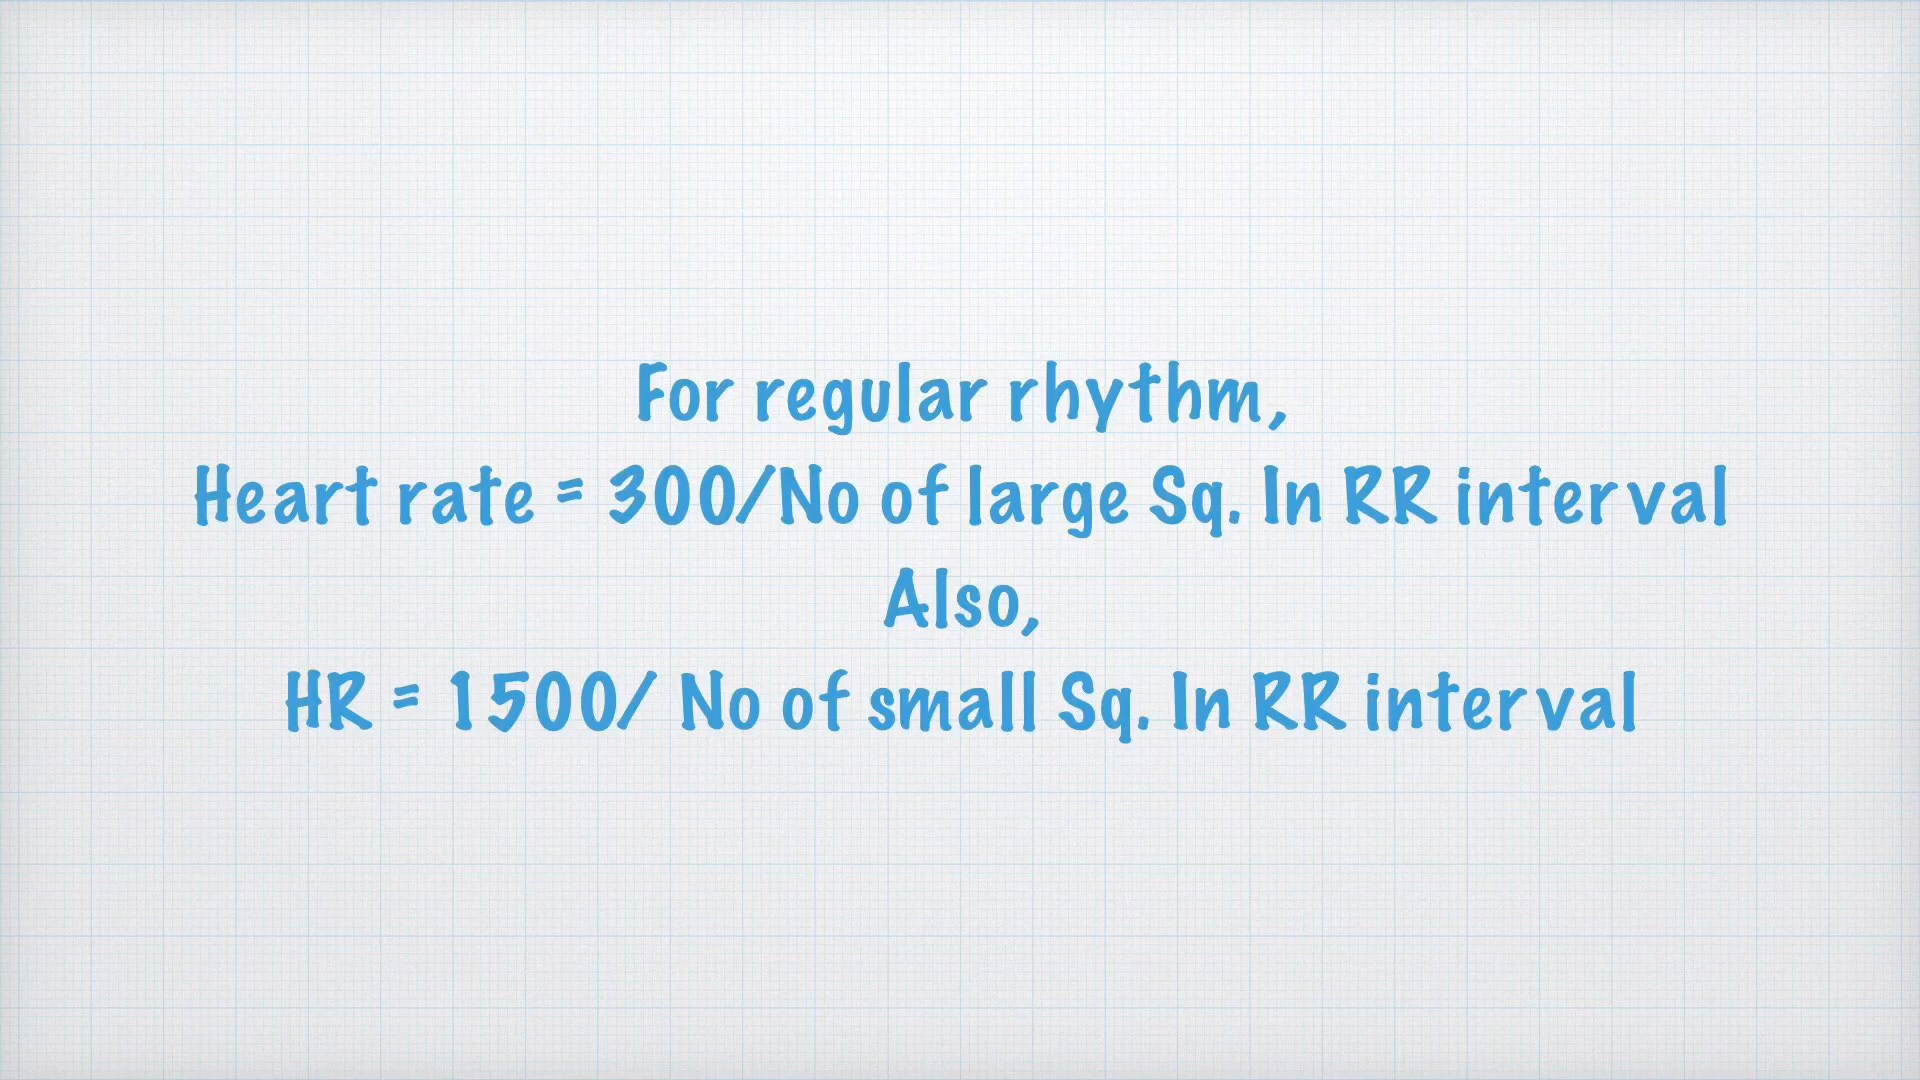 For regular rhythm,
Heart rate = 300/No of large Sq. In RR interval
Also,
HR = 1500/ No of small Sq. In RR interval